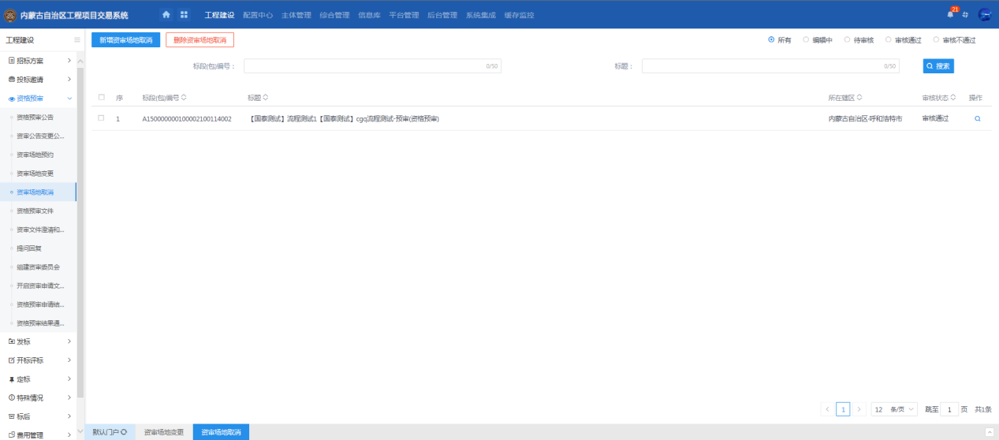 内蒙古自治区工程项目交易系统
工程建设 配置中心 主体管理 综合管理 信息库 平台管理 后台管理 系统集成 缓存监控
21
工程建设
新增资审场地取消 删除资审场地取消
所有 编辑中 待审核 审核通过 审核不通过
招标方案
标段(包)编号： 0/50 标题： 0/50 搜索
投标邀请
资格预审
序 标段(包)编号 标题 所在辖区 审核状态 操作
资格预审公告
1 A150000000100002100114002 【国泰测试】流程测试1【国泰测试】cgq流程测试-预审(资格预审) 内蒙古自治区·呼和浩特市 审核通过
资审公告变更公...
资审场地预约
资审场地变更
资审场地取消
资格预审文件
资审文件澄清和...
提问回复
组建资审委员会
开启资审申请文...
资格预审申请结...
资格预审结果通...
发标
开标评标
定标
特殊情况
标后
费用管理
1 12 条/页 跳至 1 页 共1条
默认门户 资审场地变更 资审场地取消